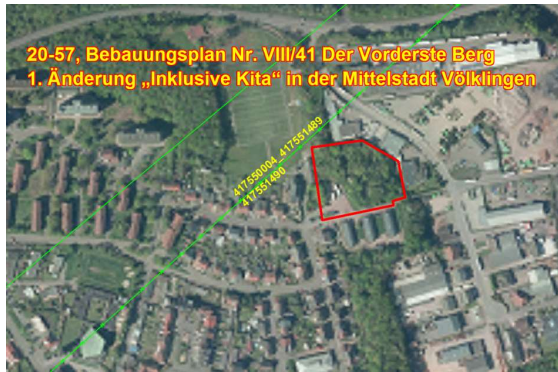 20-57, Bebauungsplan Nr. VIII/41 Der Vorderste Berg
1. Änderung „Inklusive Kita“ in der Mittelstadt Völklingen
417550004_417551489
417551490